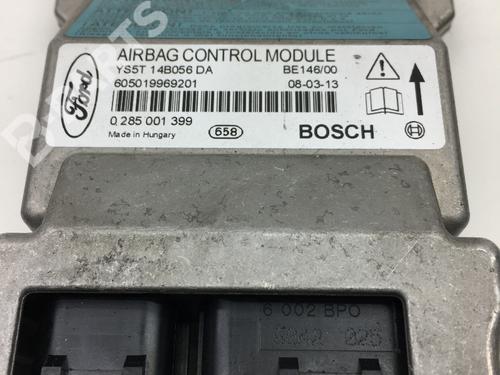 AIRBAG CONTROL MODULE
YS5T 14B056 DA BE146/00
605019969201 08-03-13
Ford
0 285 001 399
Made in Hungary 658 BOSCH
6 002 BPO